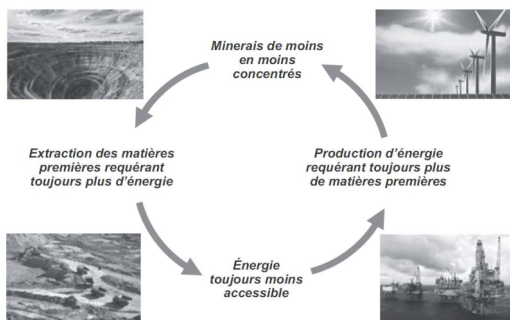 Minerais de moins
en moins
concentrés
Extraction des matières
premières requérant
toujours plus d'énergie
Production d'énergie
requérant toujours plus
de matières premières
Énergie
toujours moins
accessible